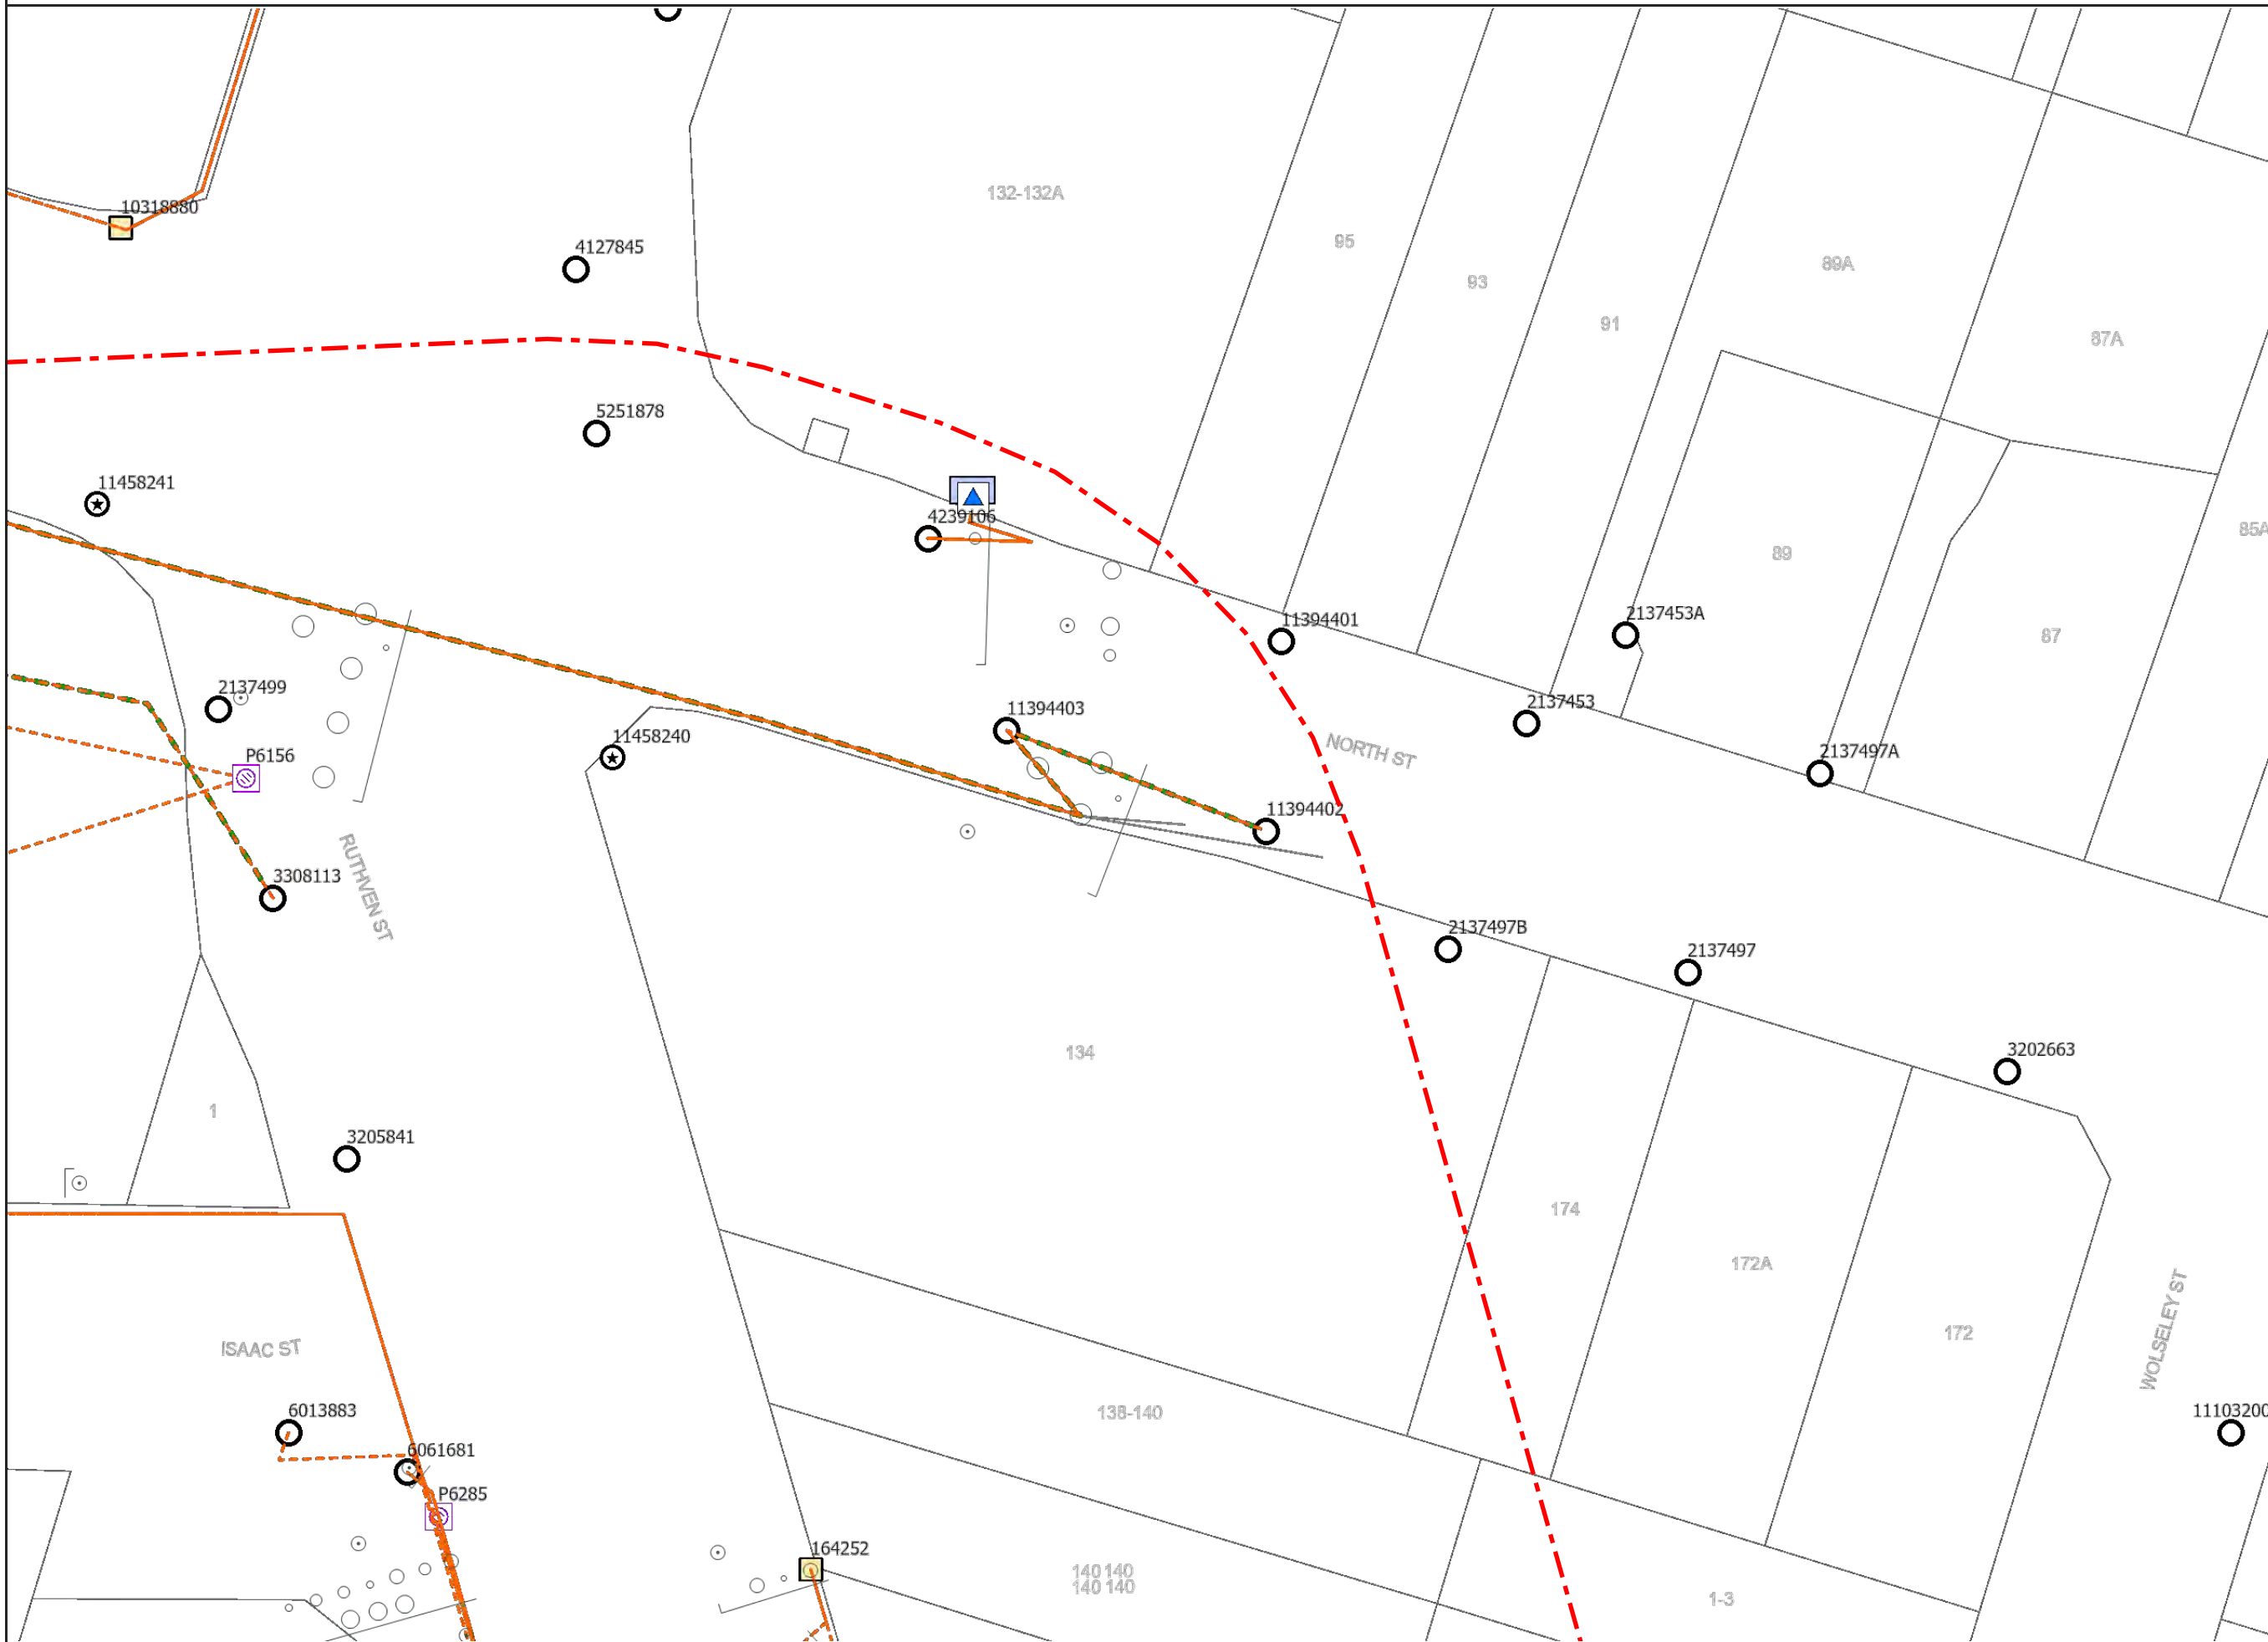 132-132A
10318880
4127845
95
89A
93
91
87A
5251878
11458241
4239106
85A
89
11394401
2137453A
87
2137499
2137453
11394403
11458240
NORTH ST
2137497A
P6156
11394402
RUTHVEN ST
3308113
2137497B
2137497
134
3202663
1
3205841
174
172A
172
ISAAC ST
WOLSELEY ST
138-140
6013883
11103200
6061681
P6285
164252
140 140
140 140
1-3